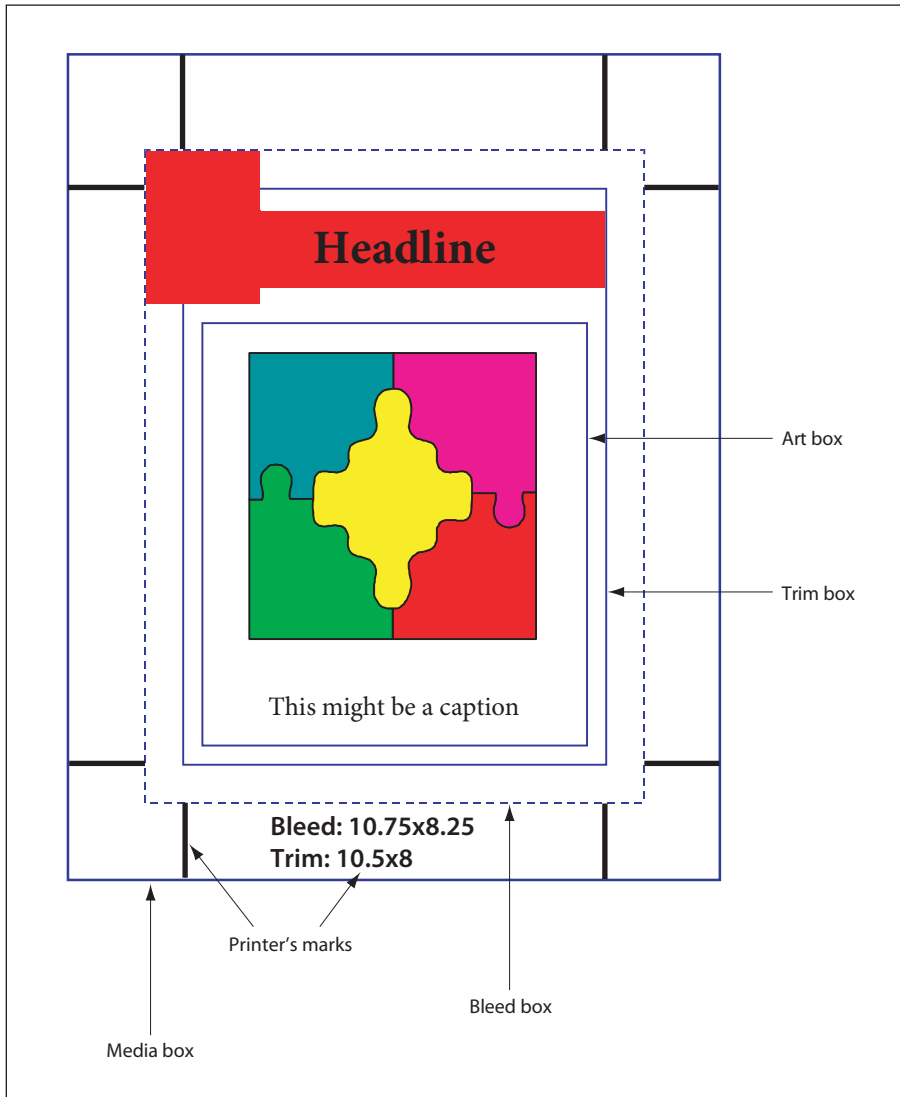 Headline
Art box
Trim box
This might be a caption
Bleed: 10.75x8.25
Trim: 10.5x8
Printer’s marks
Bleed box
Media box